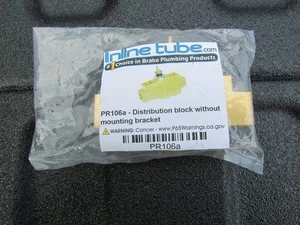 inline tube.com
#1 Choice in Brake Plumbing Products
PR106a - Distribution block without
mounting bracket
WARNING: Cancer - www.P65Warnings.ca.gov
PR106a